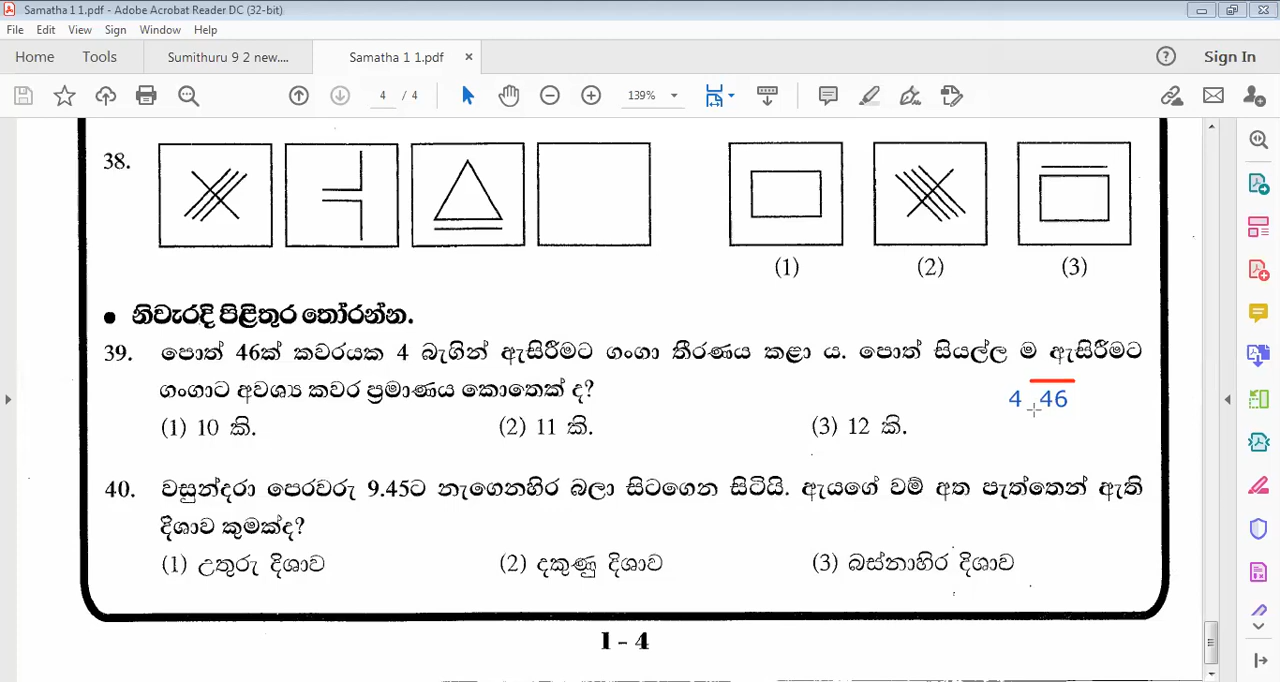 Samatha 1 1.pdf - Adobe Acrobat Reader DC (32-bit)
File Edit View Sign Window Help
Home Tools Sumithuru 9 2 new.... Samatha 1 1.pdf × Sign In
4 / 4 139%
38.
(1) (2) (3)
• නිවැරදි පිළිතුර තෝරන්න.
39. පොත් 46ක් කවරයක 4 බැගින් ඇසිරීමට ගංගා තීරණය කළා ය. පොත් සියල්ල ම ඇසිරීමට
ගංගාට අවශ්‍ය කවර ප්‍රමාණය කොතෙක් ද?
4 46
(1) 10 කි. (2) 11 කි. (3) 12 කි.
40. වසුන්දරා පෙරවරු 9.45ට නැගෙනහිර බලා සිටගෙන සිටියි. ඇයගේ වම් අත පැත්තෙන් ඇති
දිශාව කුමක්ද?
(1) උතුරු දිශාව (2) දකුණු දිශාව (3) බස්නාහිර දිශාව
I - 4